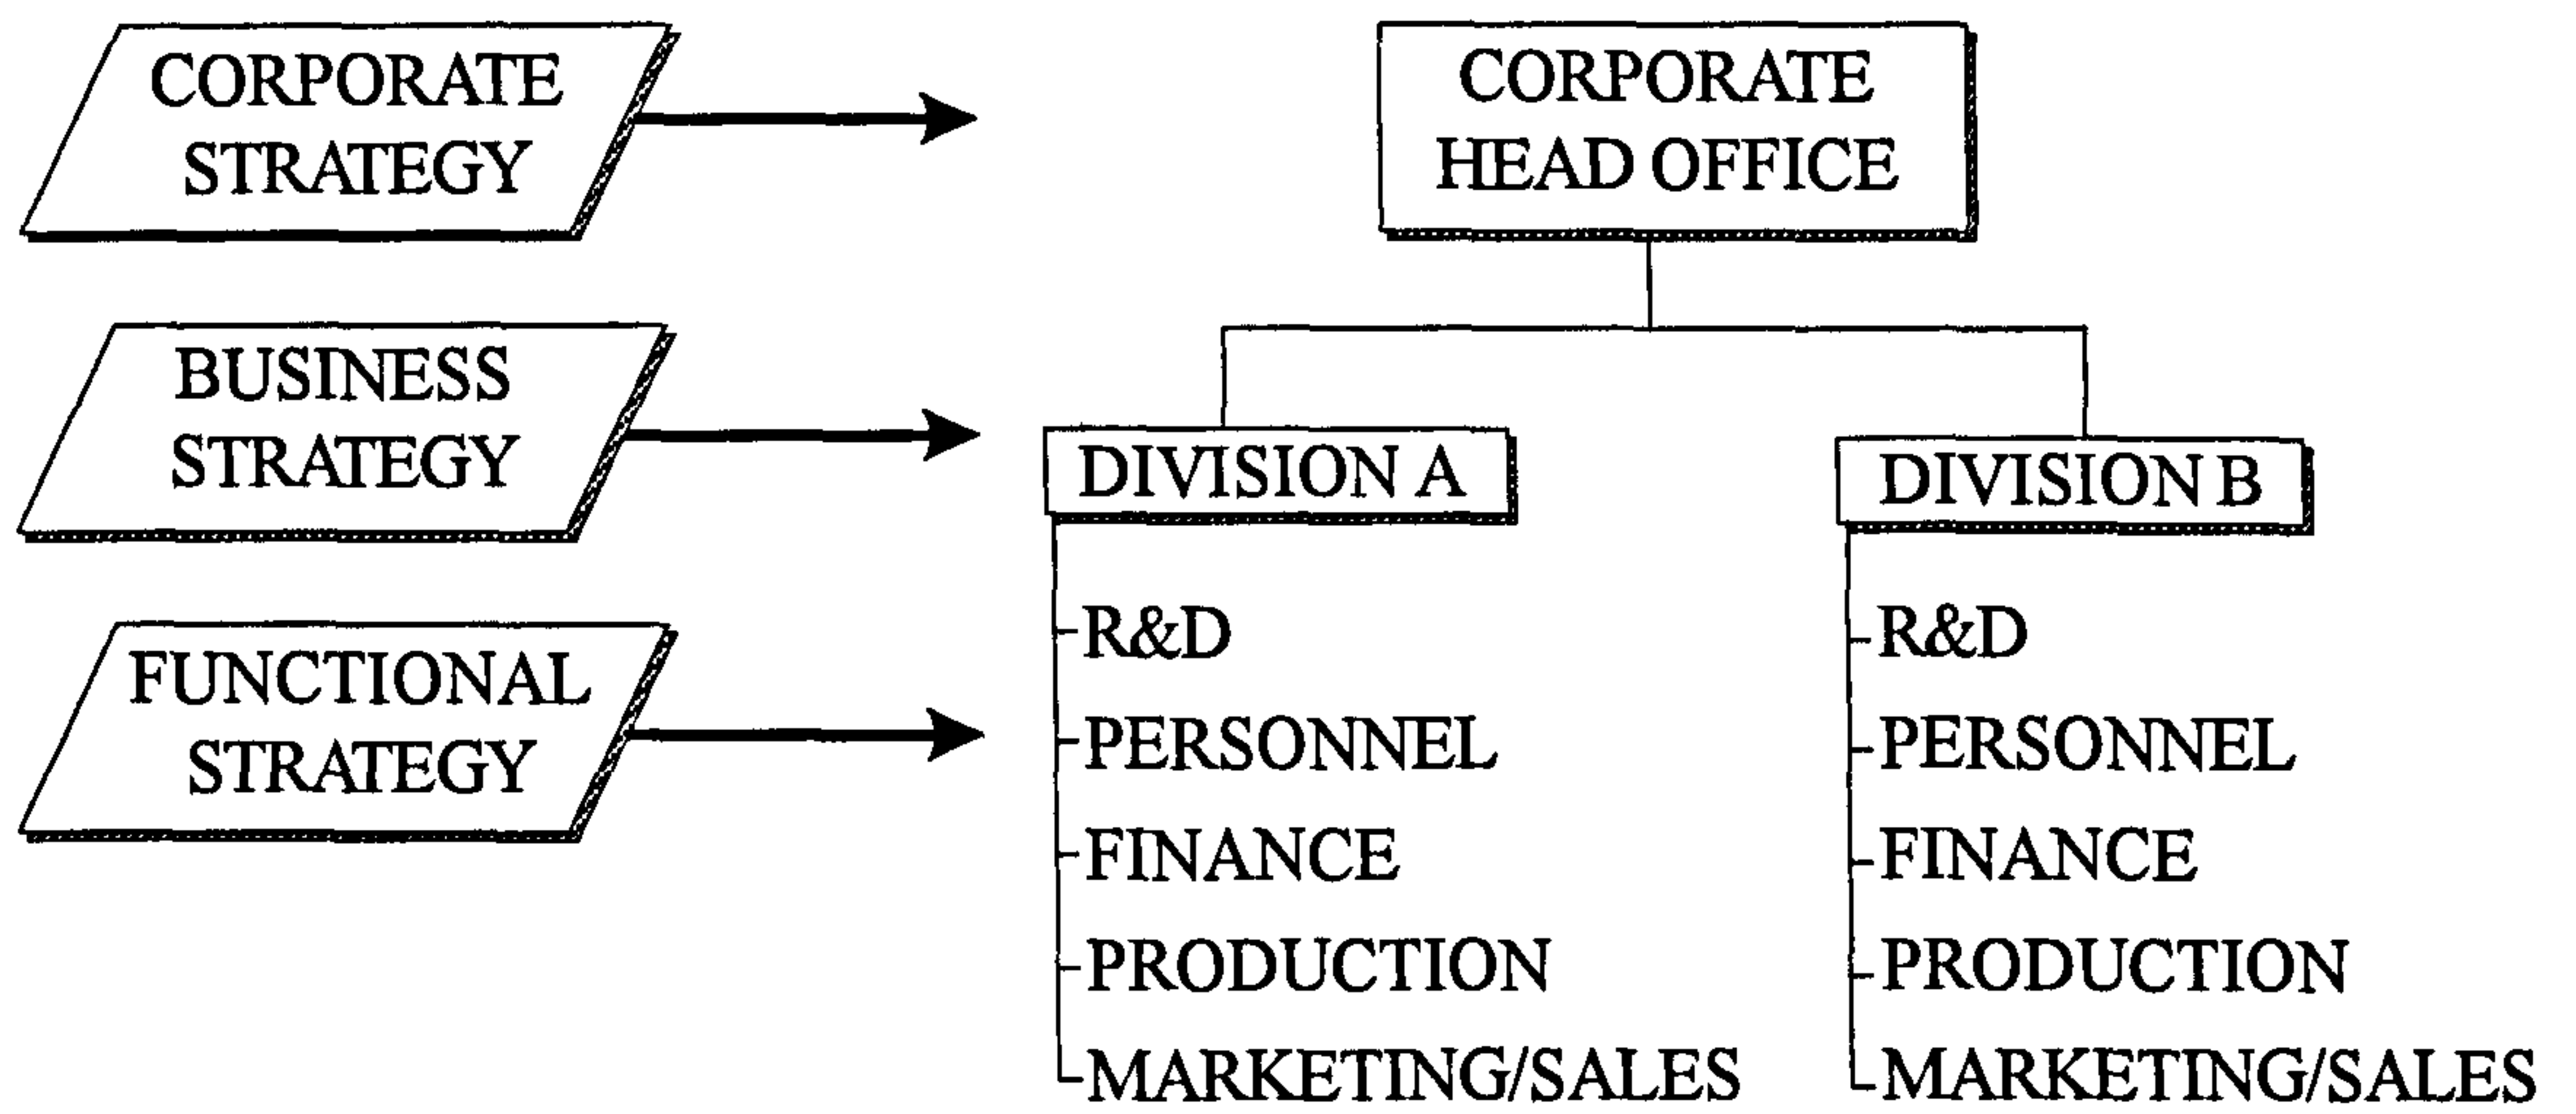 CORPORATE
STRATEGY
CORPORATE
HEAD OFFICE
BUSINESS
STRATEGY
DIVISION A
DIVISION B
FUNCTIONAL
STRATEGY
R&D
PERSONNEL
FINANCE
PRODUCTION
MARKETING/SALES
R&D
PERSONNEL
FINANCE
PRODUCTION
MARKETING/SALES